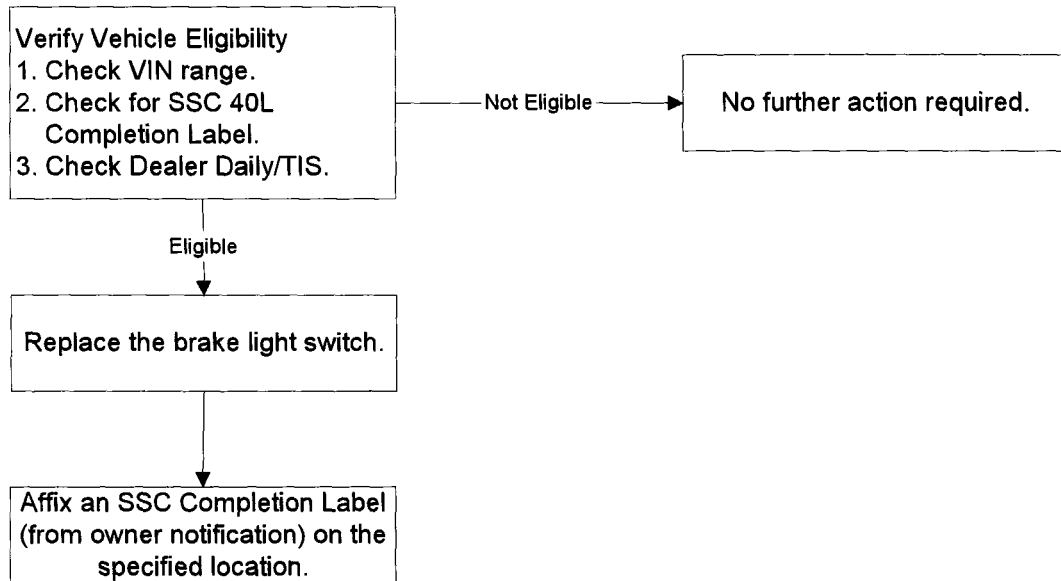 Verify Vehicle Eligibility
1. Check VIN range.
2. Check for SSC 40L
Completion Label.
3. Check Dealer Daily/TIS.
Not Eligible
No further action required.
Eligible
Replace the brake light switch.
Affix an SSC Completion Label
(from owner notification) on the
specified location.